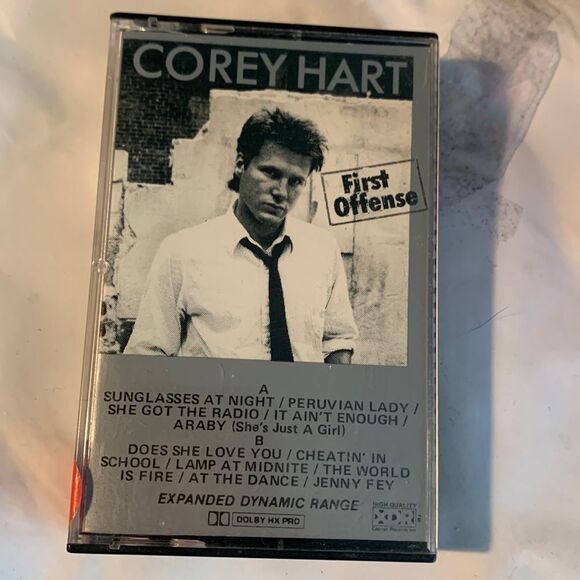 COREY HART
First
Offense
A
SUNGLASSES AT NIGHT / PERUVIAN LADY /
SHE GOT THE RADIO / IT AIN'T ENOUGH /
ARABY (She's Just A Girl)
B
DOES SHE LOVE YOU / CHEATIN' IN
SCHOOL / LAMP AT MIDNITE / THE WORLD
IS FIRE / AT THE DANCE / JENNY FEY
EXPANDED DYNAMIC RANGE
DOLBY HX PRO
HIGH QUALITY
XDR